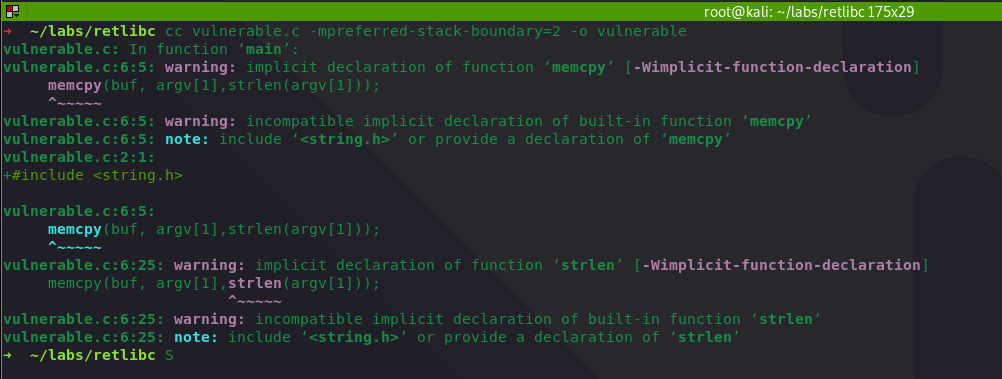 root@kali: ~/labs/retlibc 175x29
→ ~/labs/retlibc cc vulnerable.c -mpreferred-stack-boundary=2 -o vulnerable
vulnerable.c: In function ‘main’:
vulnerable.c:6:5: warning: implicit declaration of function ‘memcpy’ [-Wimplicit-function-declaration]
     memcpy(buf, argv[1],strlen(argv[1]));
     ^~~~~~
vulnerable.c:6:5: warning: incompatible implicit declaration of built-in function ‘memcpy’
vulnerable.c:6:5: note: include ‘<string.h>’ or provide a declaration of ‘memcpy’
vulnerable.c:2:1:
+#include <string.h>
vulnerable.c:6:5:
     memcpy(buf, argv[1],strlen(argv[1]));
     ^~~~~~
vulnerable.c:6:25: warning: implicit declaration of function ‘strlen’ [-Wimplicit-function-declaration]
     memcpy(buf, argv[1],strlen(argv[1]));
                         ^~~~~~
vulnerable.c:6:25: warning: incompatible implicit declaration of built-in function ‘strlen’
vulnerable.c:6:25: note: include ‘<string.h>’ or provide a declaration of ‘strlen’
→ ~/labs/retlibc S